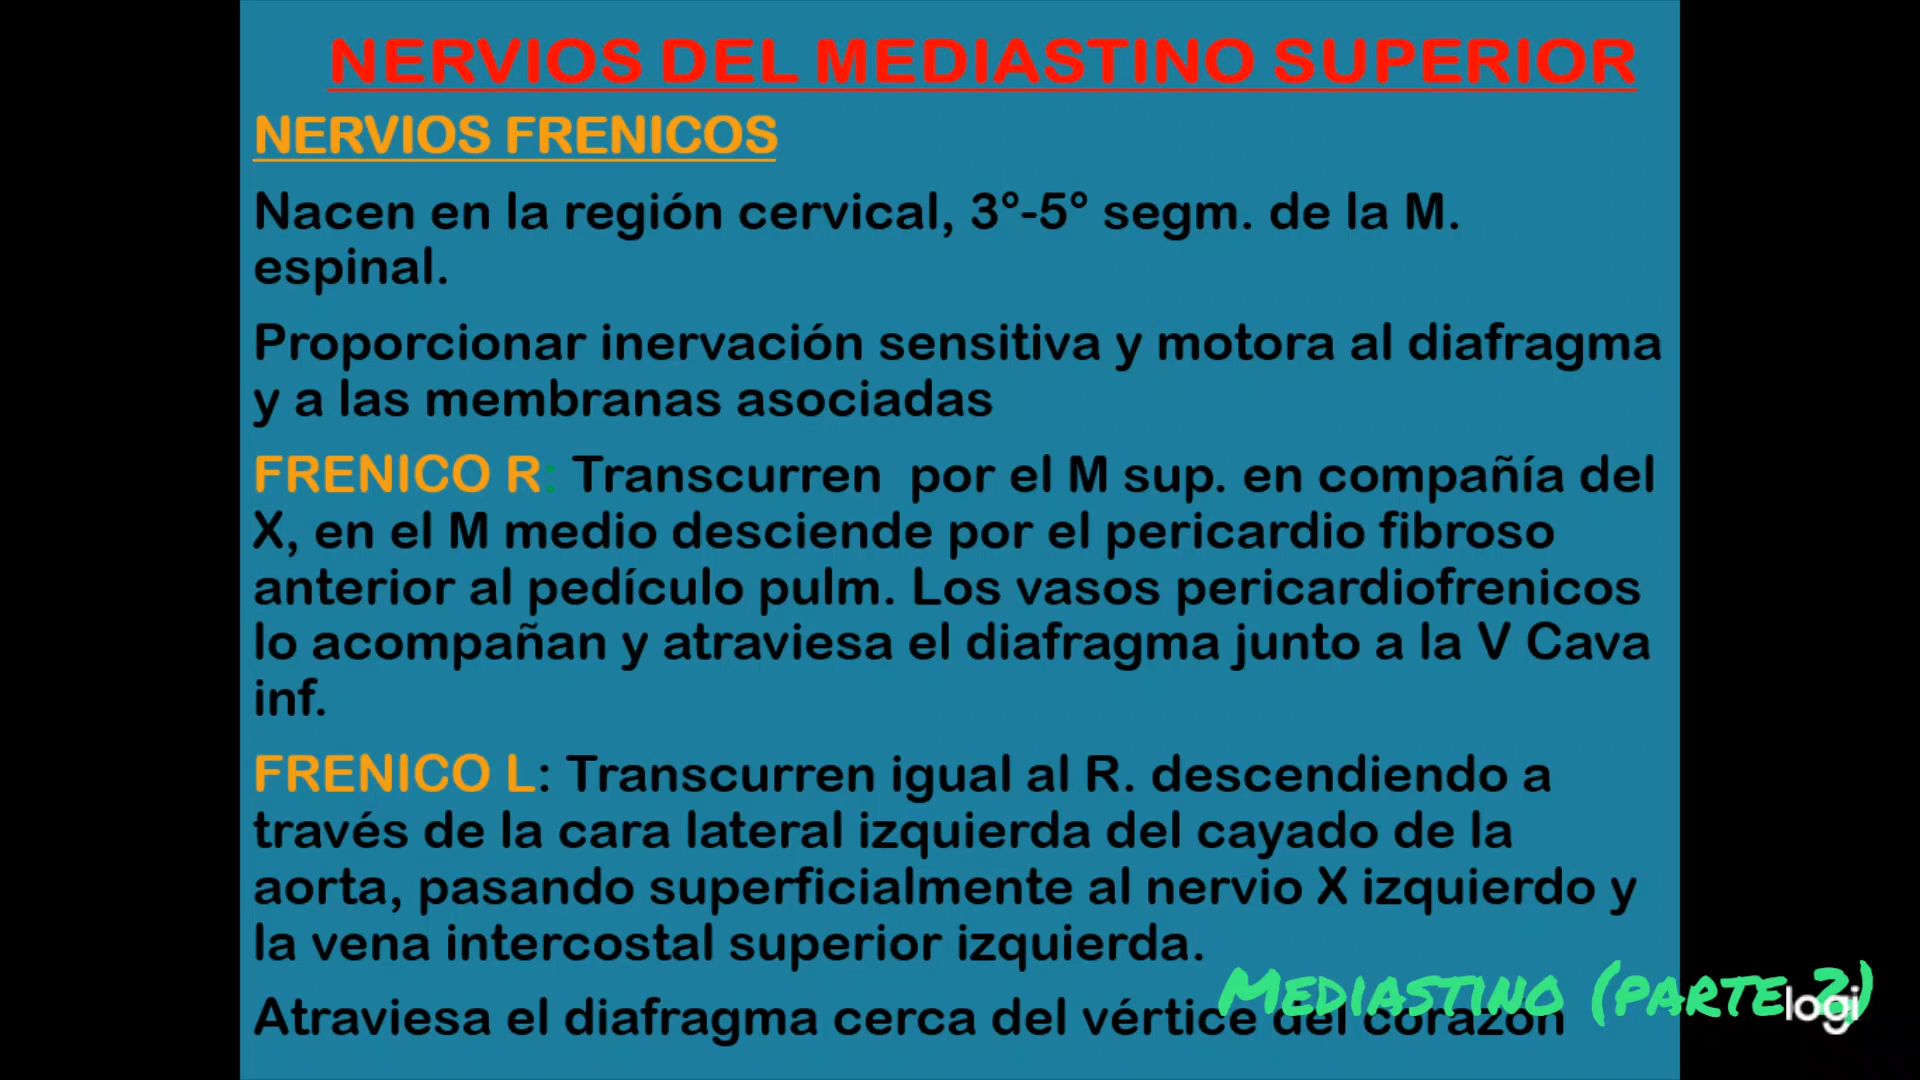 NERVIOS DEL MEDIASTINO SUPERIOR
NERVIOS FRENICOS
Nacen en la región cervical, 3°-5° segm. de la M.
espinal.
Proporcionar inervación sensitiva y motora al diafragma
y a las membranas asociadas
FRENICO R: Transcurren por el M sup. en compañía del
X, en el M medio desciende por el pericardio fibroso
anterior al pedículo pulm. Los vasos pericardiofrenicos
lo acompañan y atraviesa el diafragma junto a la V Cava
inf.
FRENICO L: Transcurren igual al R. descendiendo a
través de la cara lateral izquierda del cayado de la
aorta, pasando superficialmente al nervio X izquierdo y
la vena intercostal superior izquierda.
Atraviesa el diafragma cerca del vértice del corazón
Mediastino (parte 2)
logi